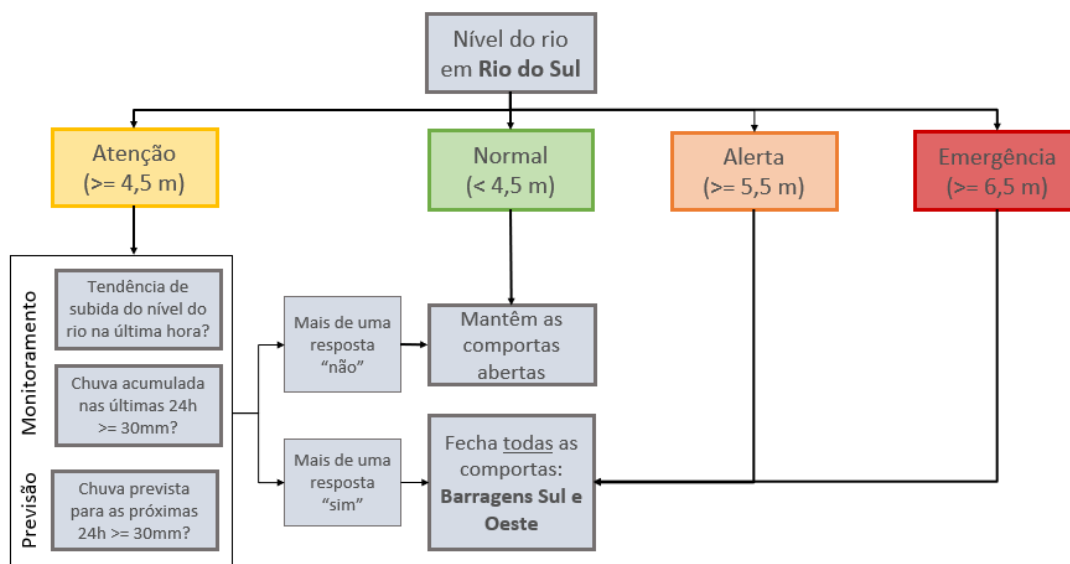 Nível do rio
em Rio do Sul
Atenção
(>= 4,5 m)
Normal
(< 4,5 m)
Alerta
(>= 5,5 m)
Emergência
(>= 6,5 m)
Monitoramento
Tendência de
subida do nível do
rio na última hora?
Chuva acumulada
nas últimas 24h
>= 30mm?
Previsão
Chuva prevista
para as próximas
24h >= 30mm?
Mais de uma
resposta
“não”
Mantêm as
comportas
abertas
Mais de uma
resposta
“sim”
Fecha todas as
comportas:
Barragens Sul e
Oeste